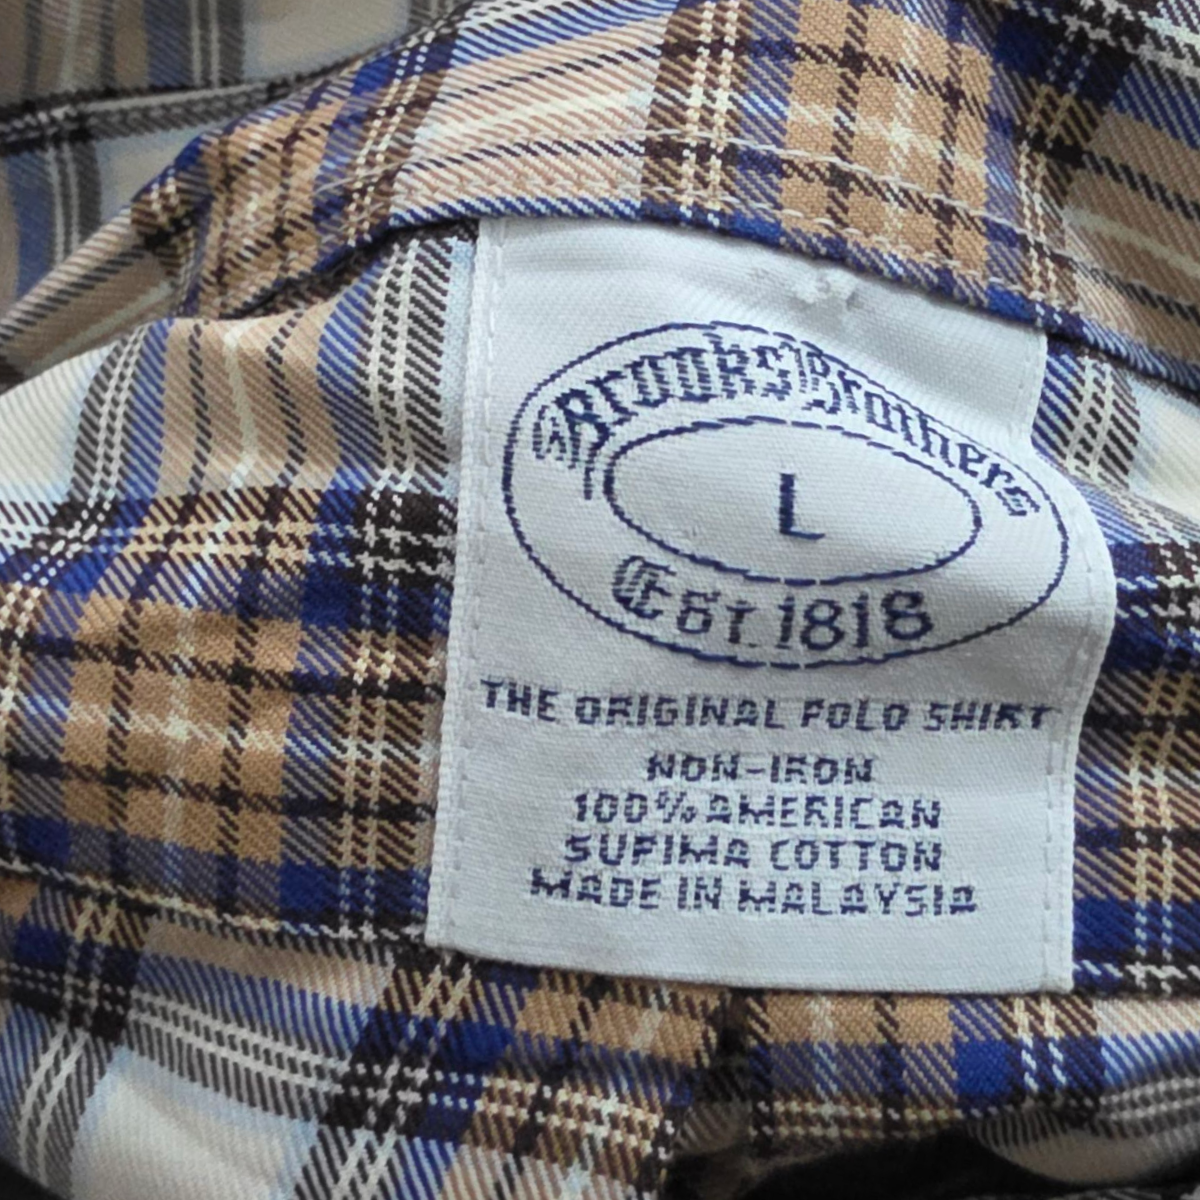 Brooks Brothers
L
Est. 1818
THE ORIGINAL POLO SHIRT
NON-IRON
100% AMERICAN
SUPIMA COTTON
MADE IN MALAYSIA